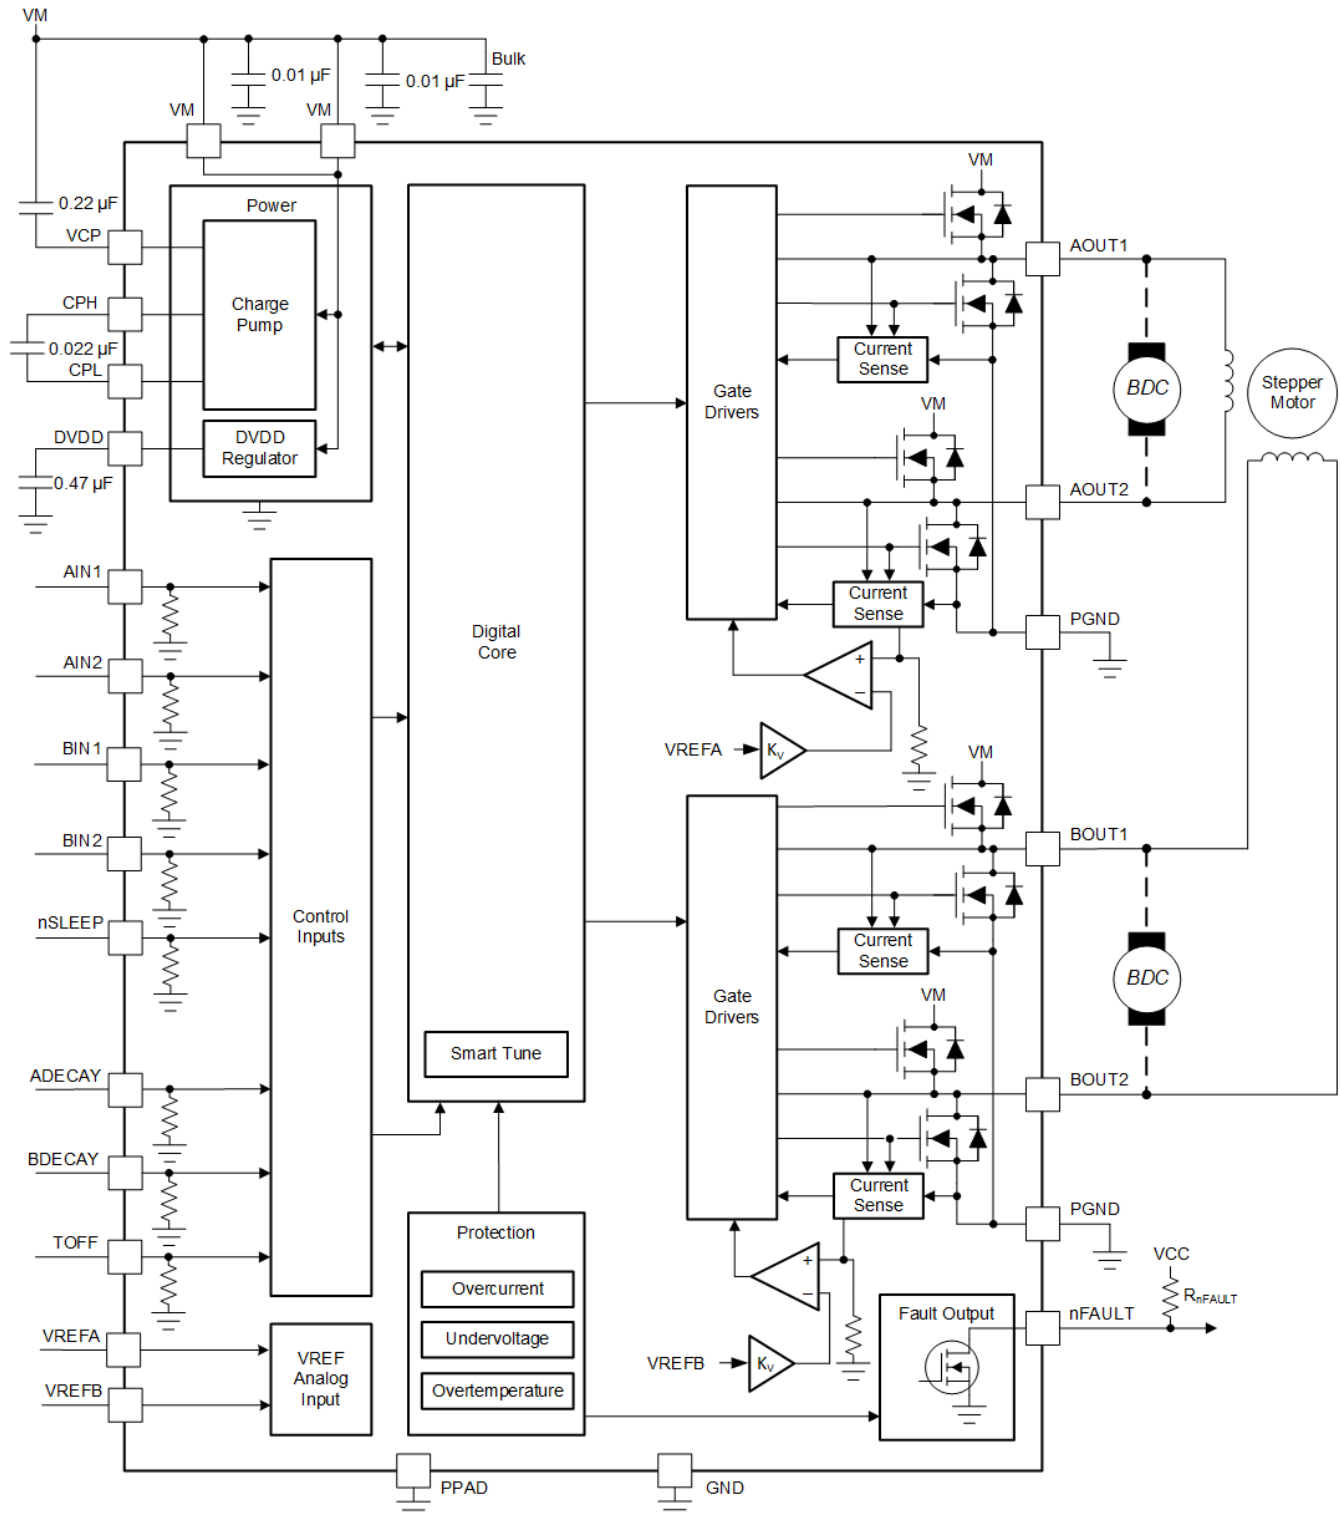 VM
0.01 µF
0.01 µF
Bulk
VM
VM
Power
0.22 µF
VCP
Charge
Pump
CPH
0.022 µF
CPL
DVDD
DVDD
Regulator
0.47 µF
AIN1
AIN2
BIN1
BIN2
nSLEEP
ADECAY
BDECAY
TOFF
VREFA
VREFB
Control
Inputs
VREF
Analog
Input
Digital
Core
Smart Tune
Protection
Overcurrent
Undervoltage
Overtemperature
PPAD
GND
Gate
Drivers
VM
Current
Sense
VM
Current
Sense
+
−
VREFA
KV
AOUT1
BDC
AOUT2
Stepper
Motor
PGND
Gate
Drivers
VM
Current
Sense
VM
Current
Sense
+
−
VREFB
KV
BOUT1
BDC
BOUT2
PGND
VCC
RnFAULT
Fault Output
nFAULT